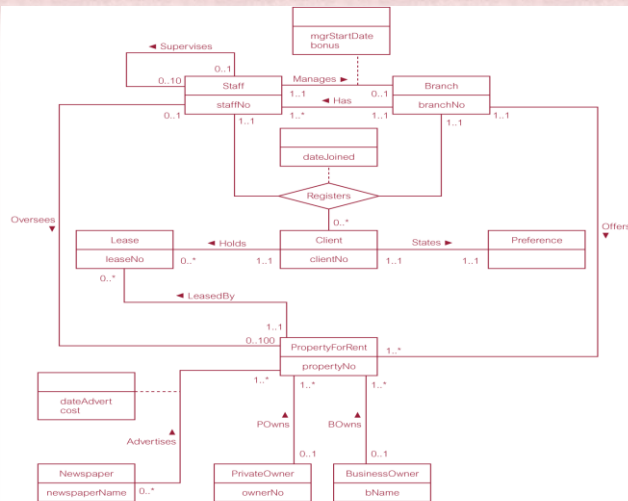 mgrStartDate
bonus
◄ Supervises
0..1
0..10
Staff
staffNo
Manages ►
1..1
0..1
◄ Has
1..*
1..1
Branch
branchNo
0..1
1..1
1..1
1..1
dateJoined
Registers
0..*
Oversees
▼
Offers
▼
Lease
leaseNo
◄ Holds
0..*
1..1
Client
clientNo
States ►
1..1
1..1
Preference
0..*
◄ LeasedBy
1..1
0..100
PropertyForRent
propertyNo
1..*
1..*
1..*
1..*
dateAdvert
cost
▲
Advertises
▲
POwns
▲
BOwns
0..1
0..1
Newspaper
newspaperName
0..*
PrivateOwner
ownerNo
BusinessOwner
bName